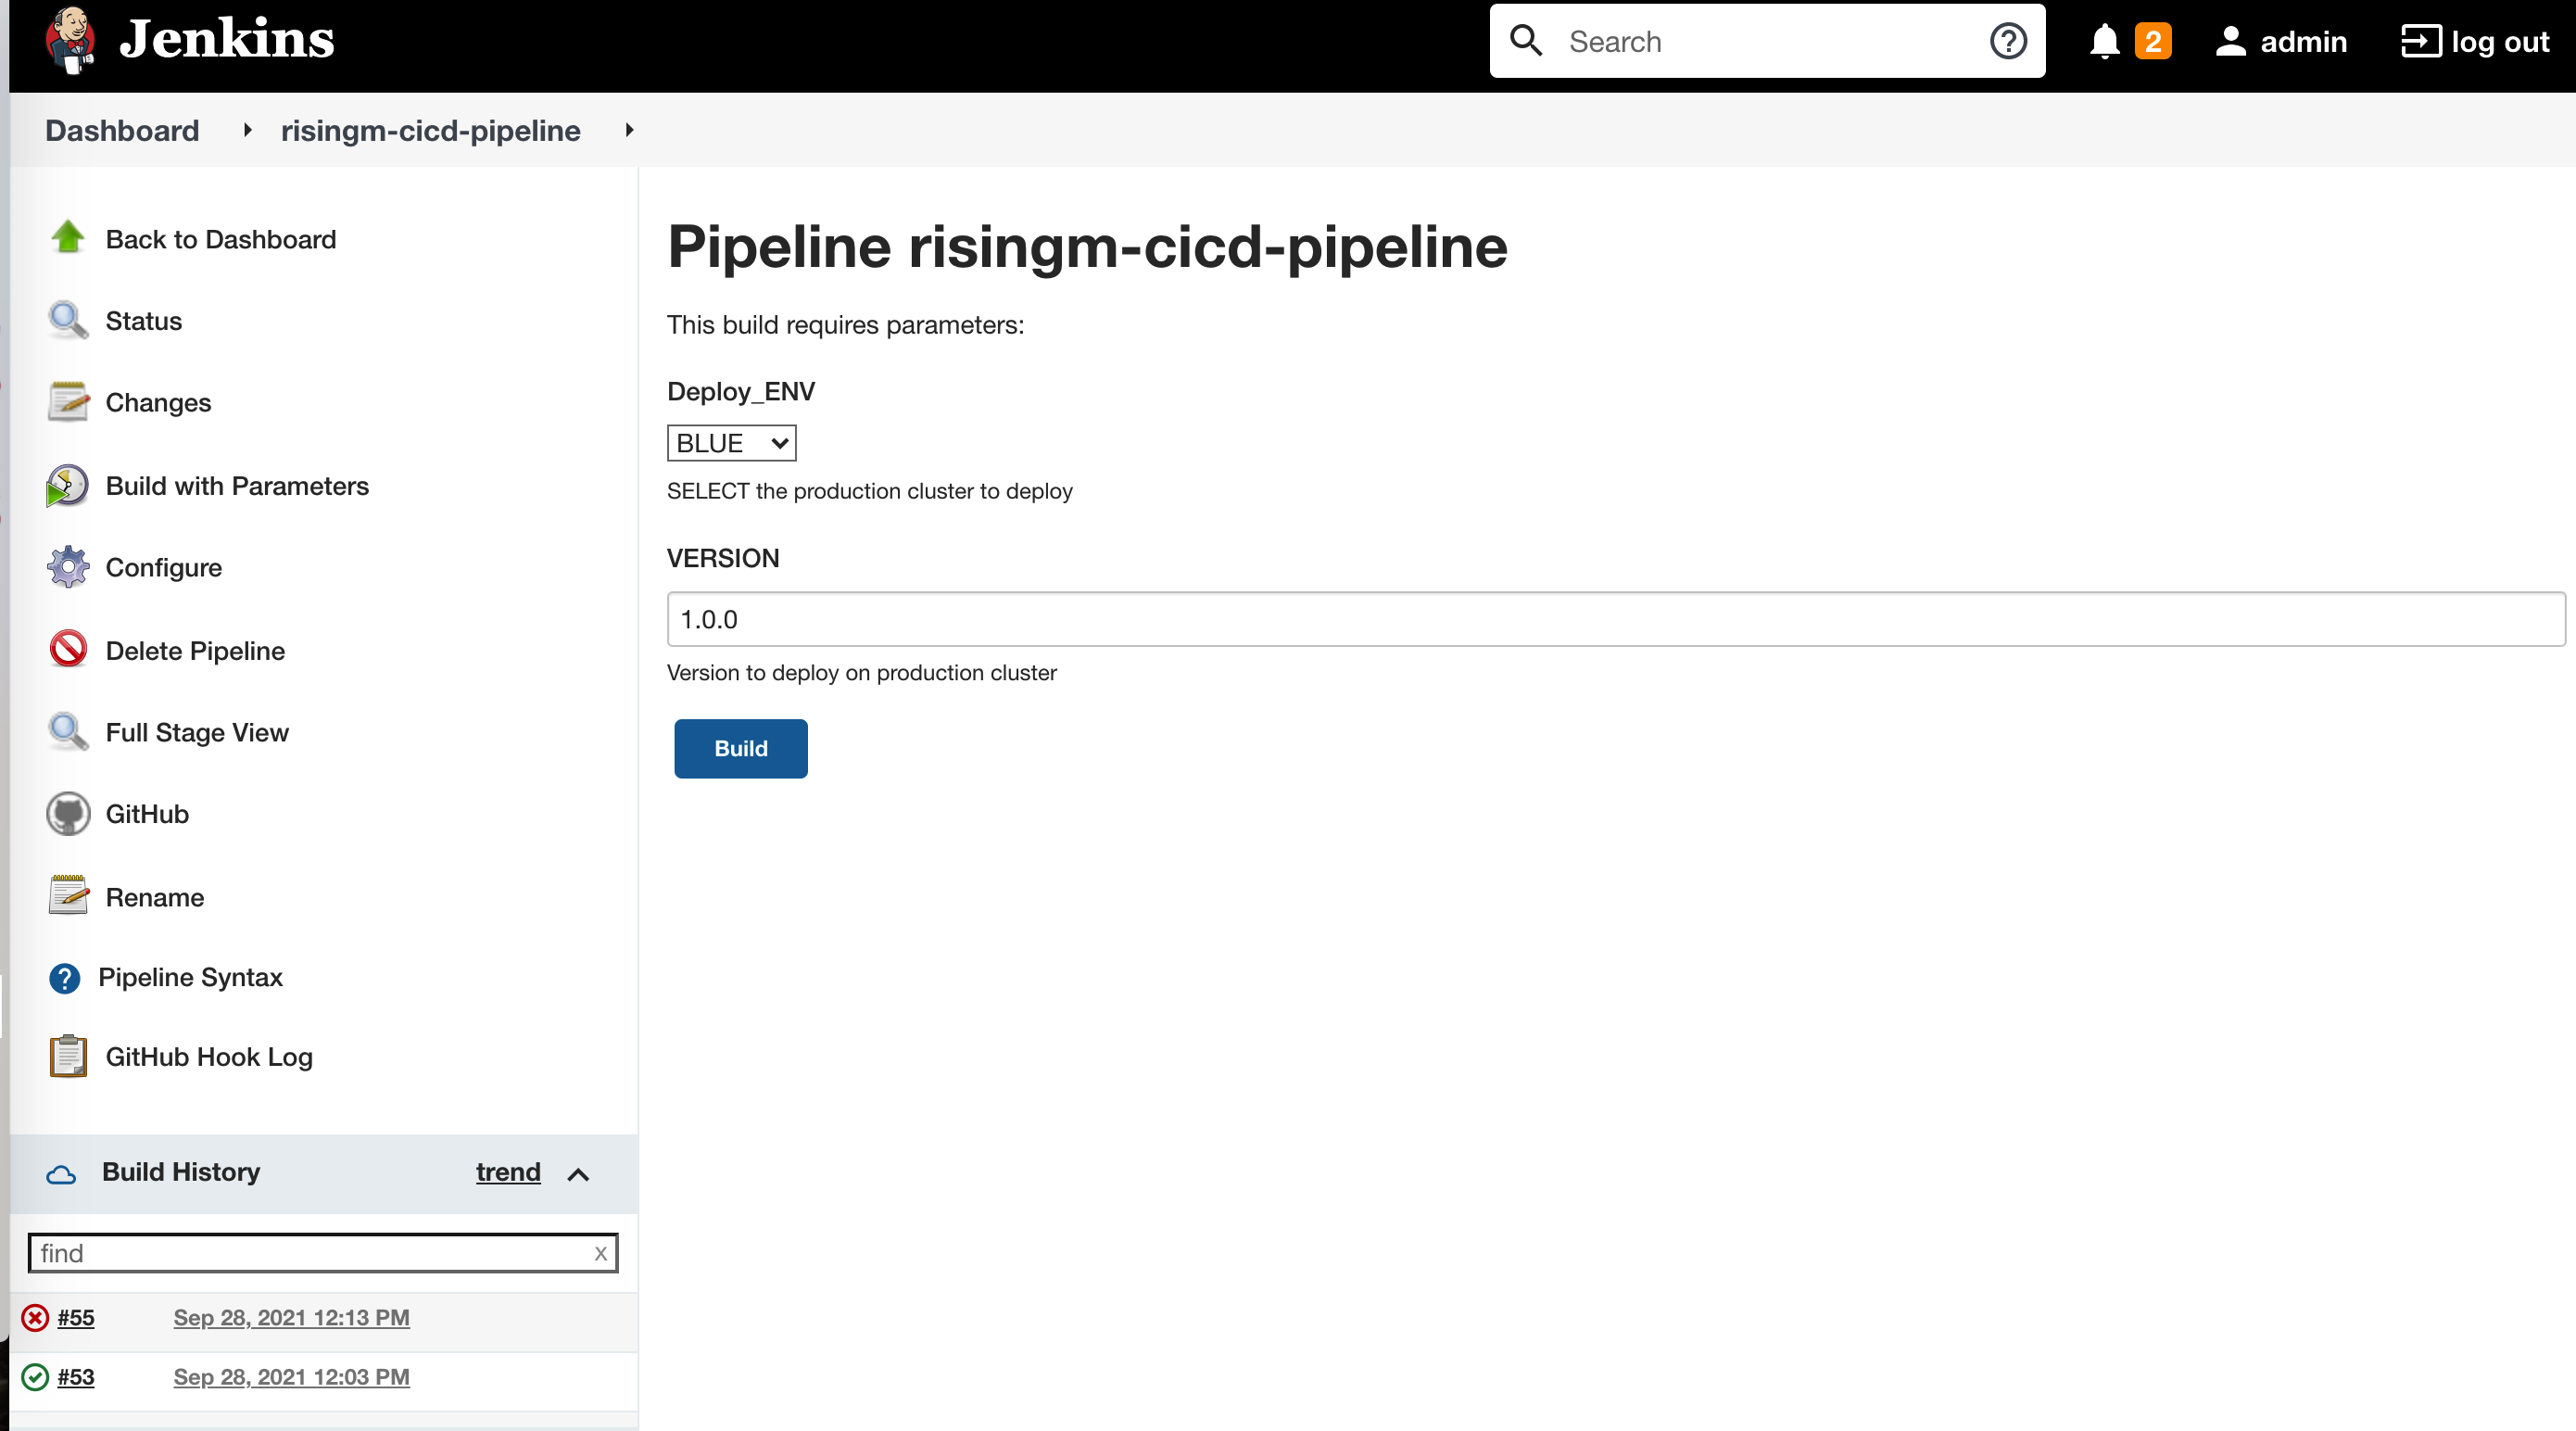 Jenkins
Search
2
admin
log out
Dashboard
risingm-cicd-pipeline
Back to Dashboard
Status
Changes
Build with Parameters
Configure
Delete Pipeline
Full Stage View
GitHub
Rename
Pipeline Syntax
GitHub Hook Log
Build History
trend
find
x
#55 Sep 28, 2021 12:13 PM
#53 Sep 28, 2021 12:03 PM
Pipeline risingm-cicd-pipeline
This build requires parameters:
Deploy_ENV
BLUE
SELECT the production cluster to deploy
VERSION
1.0.0
Version to deploy on production cluster
Build